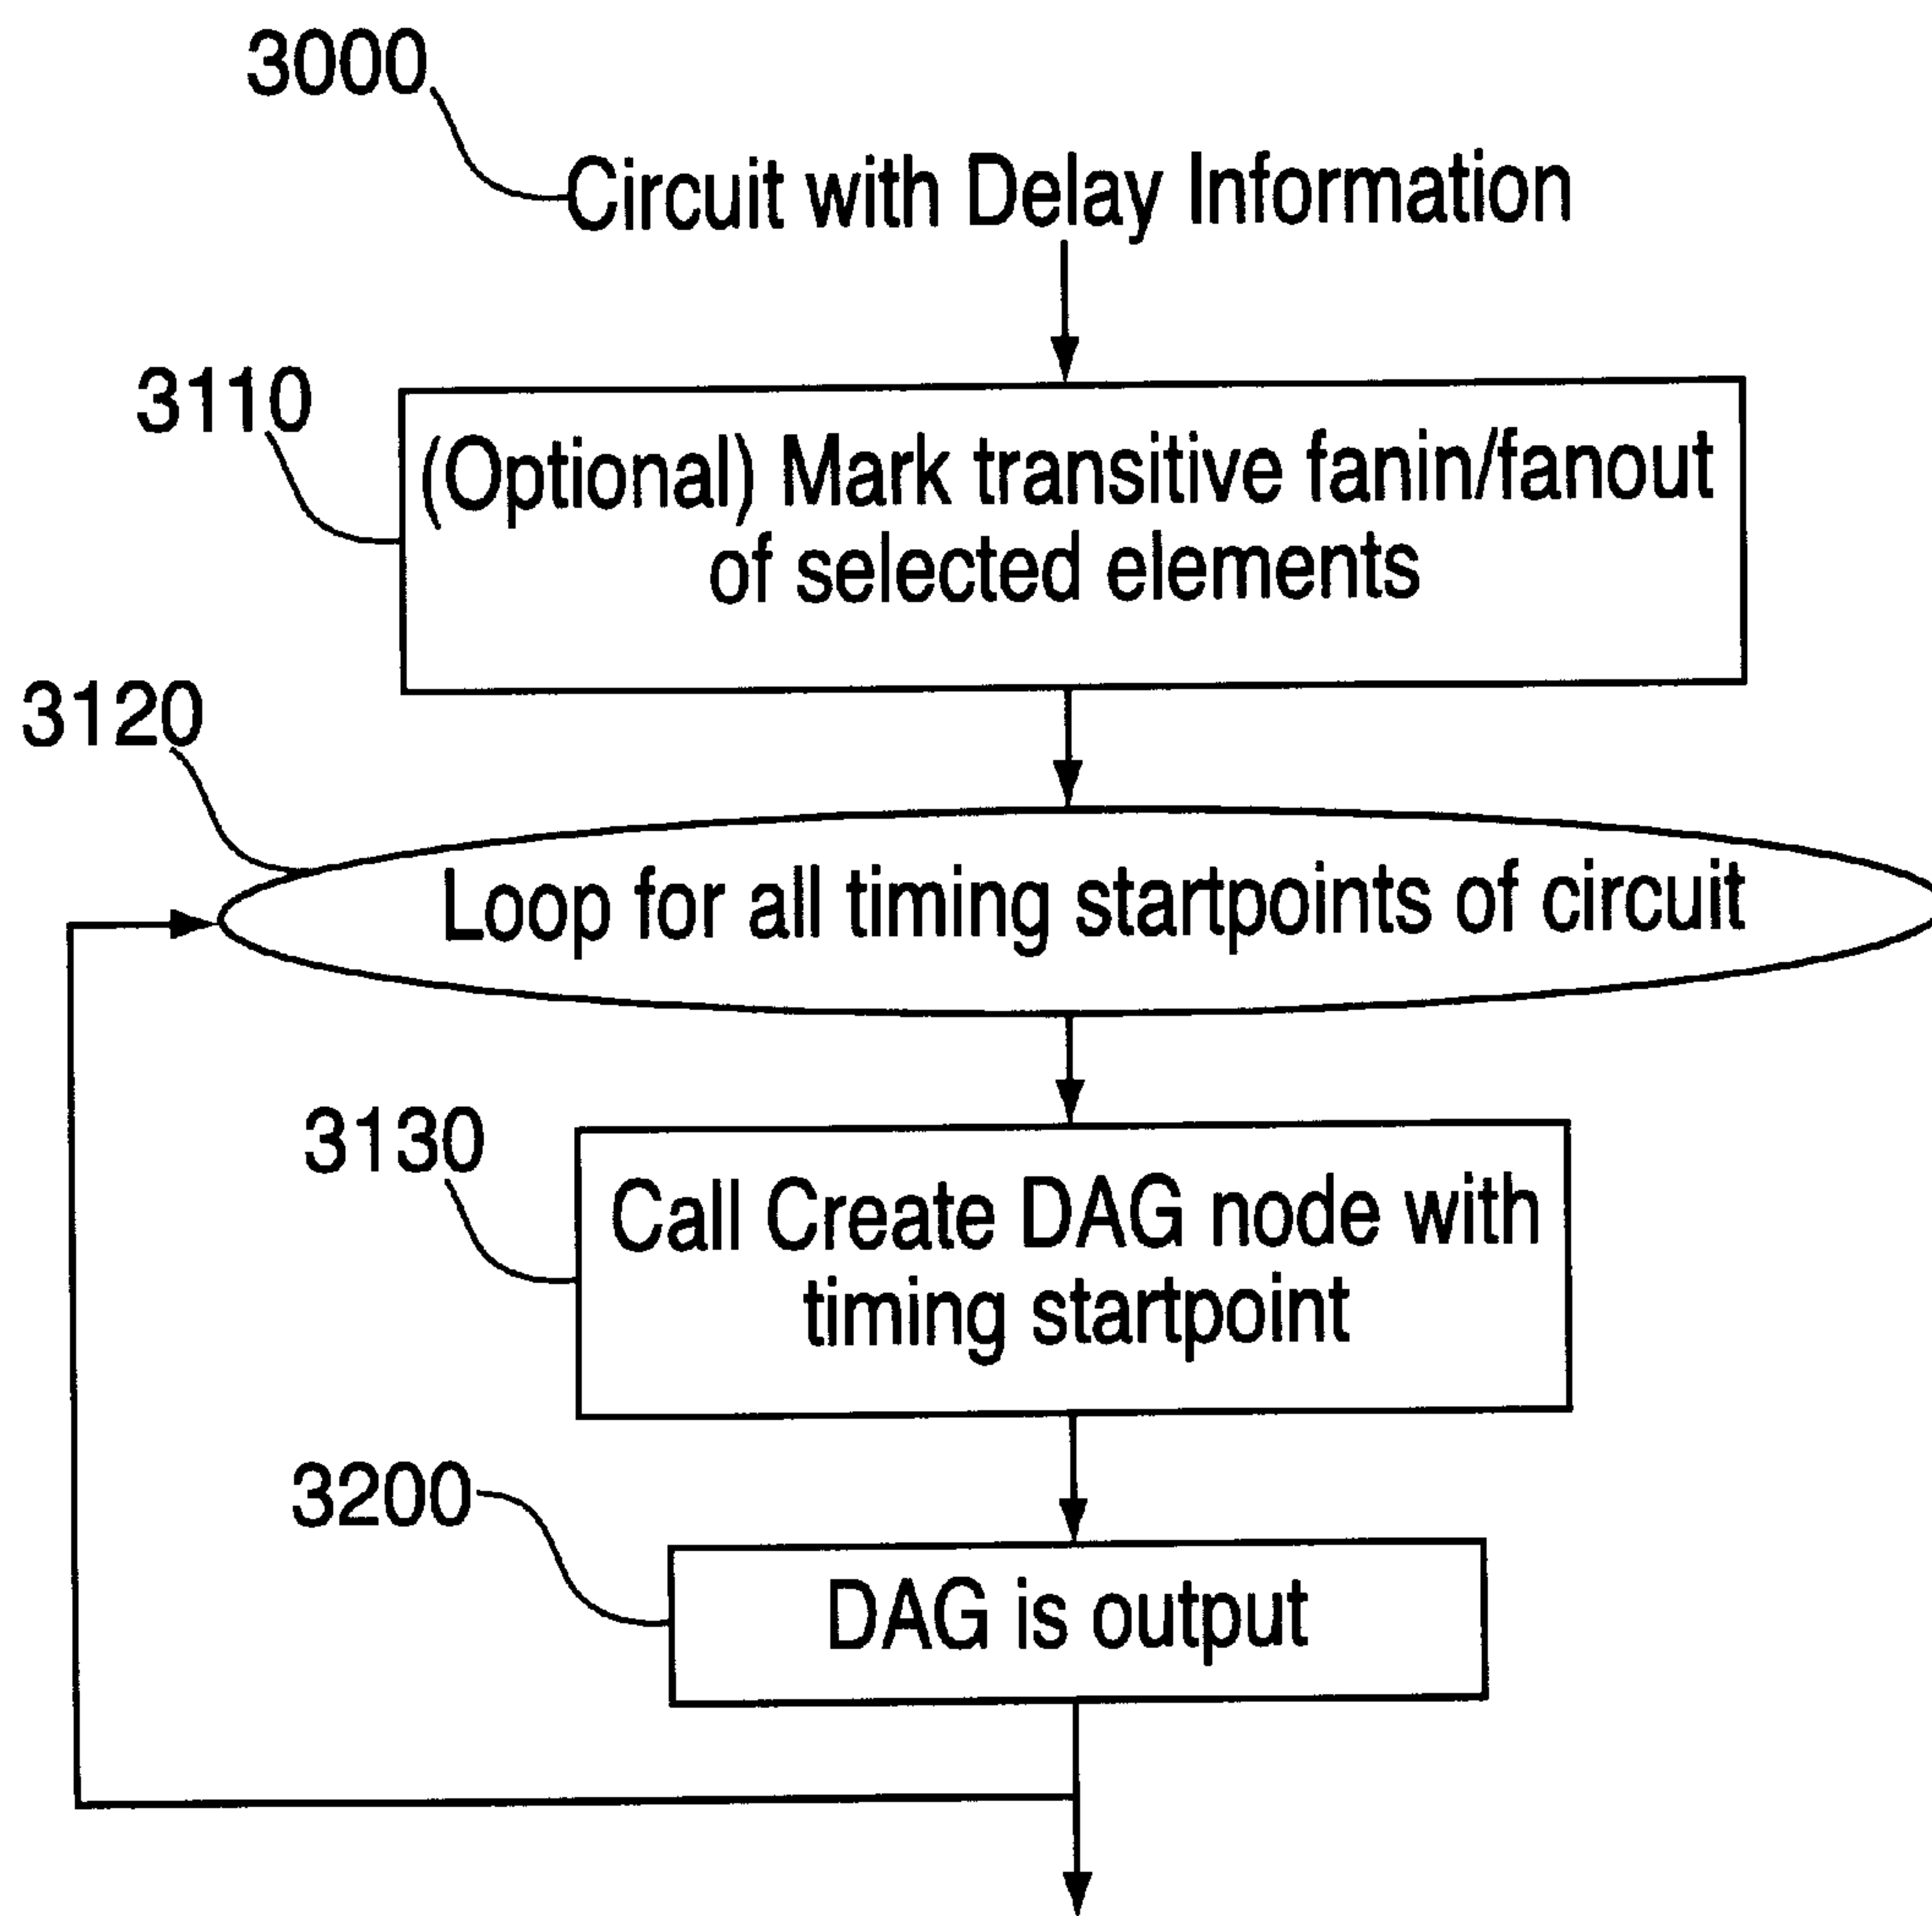 3000
Circuit with Delay Information
3110
(Optional) Mark transitive fanin/fanout
of selected elements
3120
Loop for all timing startpoints of circuit
3130
Call Create DAG node with
timing startpoint
3200
DAG is output